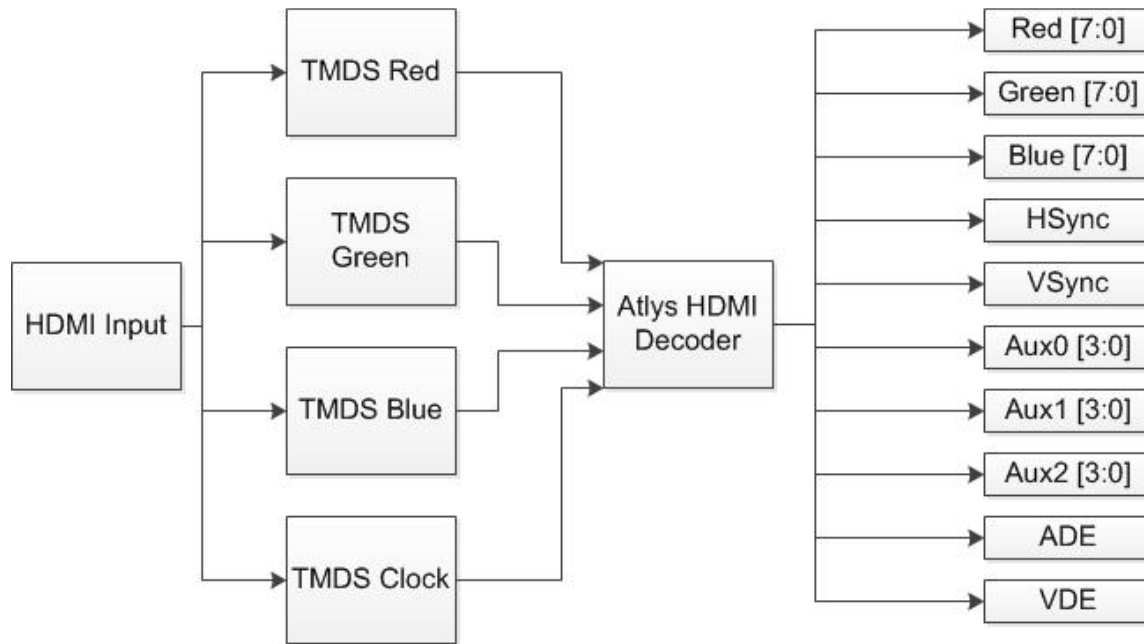 HDMI Input
TMDS Red
TMDS
Green
TMDS Blue
TMDS Clock
Atlys HDMI
Decoder
Red [7:0]
Green [7:0]
Blue [7:0]
HSync
VSync
Aux0 [3:0]
Aux1 [3:0]
Aux2 [3:0]
ADE
VDE